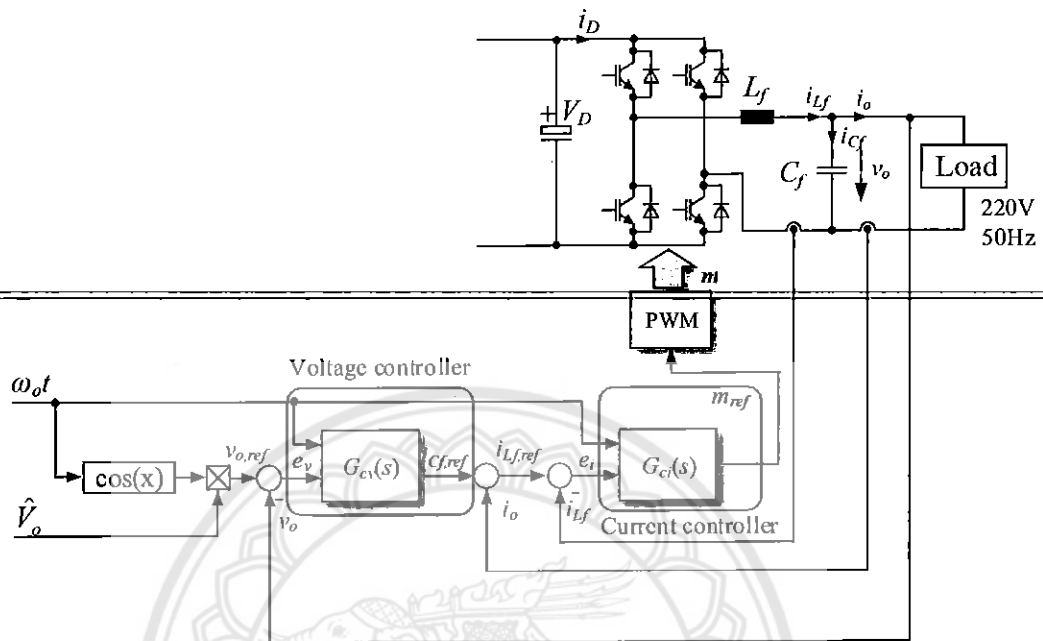 i_D
+
V_D
L_f
i_Lf
i_o
i_Cf
C_f
v_o
Load
220V
50Hz
m
PWM
Voltage controller
ω_o t
m_ref
v_o,ref
e_v
G_cv(s)
Cf,ref
i_Lf,ref
e_i
G_ci(s)
cos(x)
-
v_o
i_o
-
i_Lf
V̂_o
Current controller